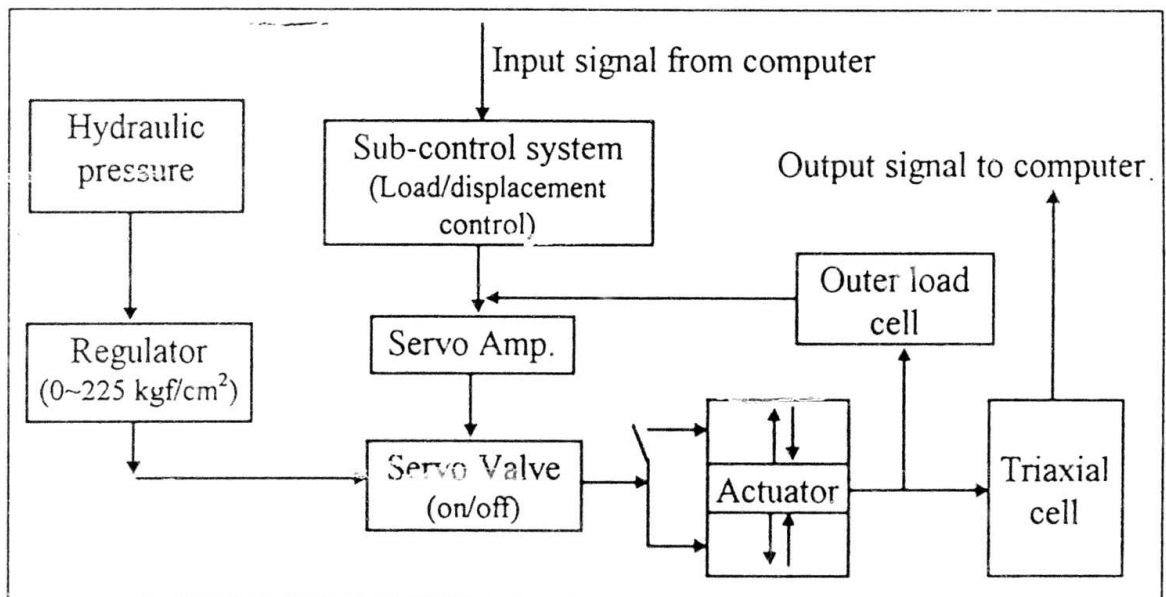 Input signal from computer
Hydraulic
pressure
Sub-control system
(Load/displacement
control)
Output signal to computer.
Outer load
cell
Regulator
(0~225 kgf/cm²)
Servo Amp.
Servo Valve
(on/off)
Actuator
Triaxial
cell